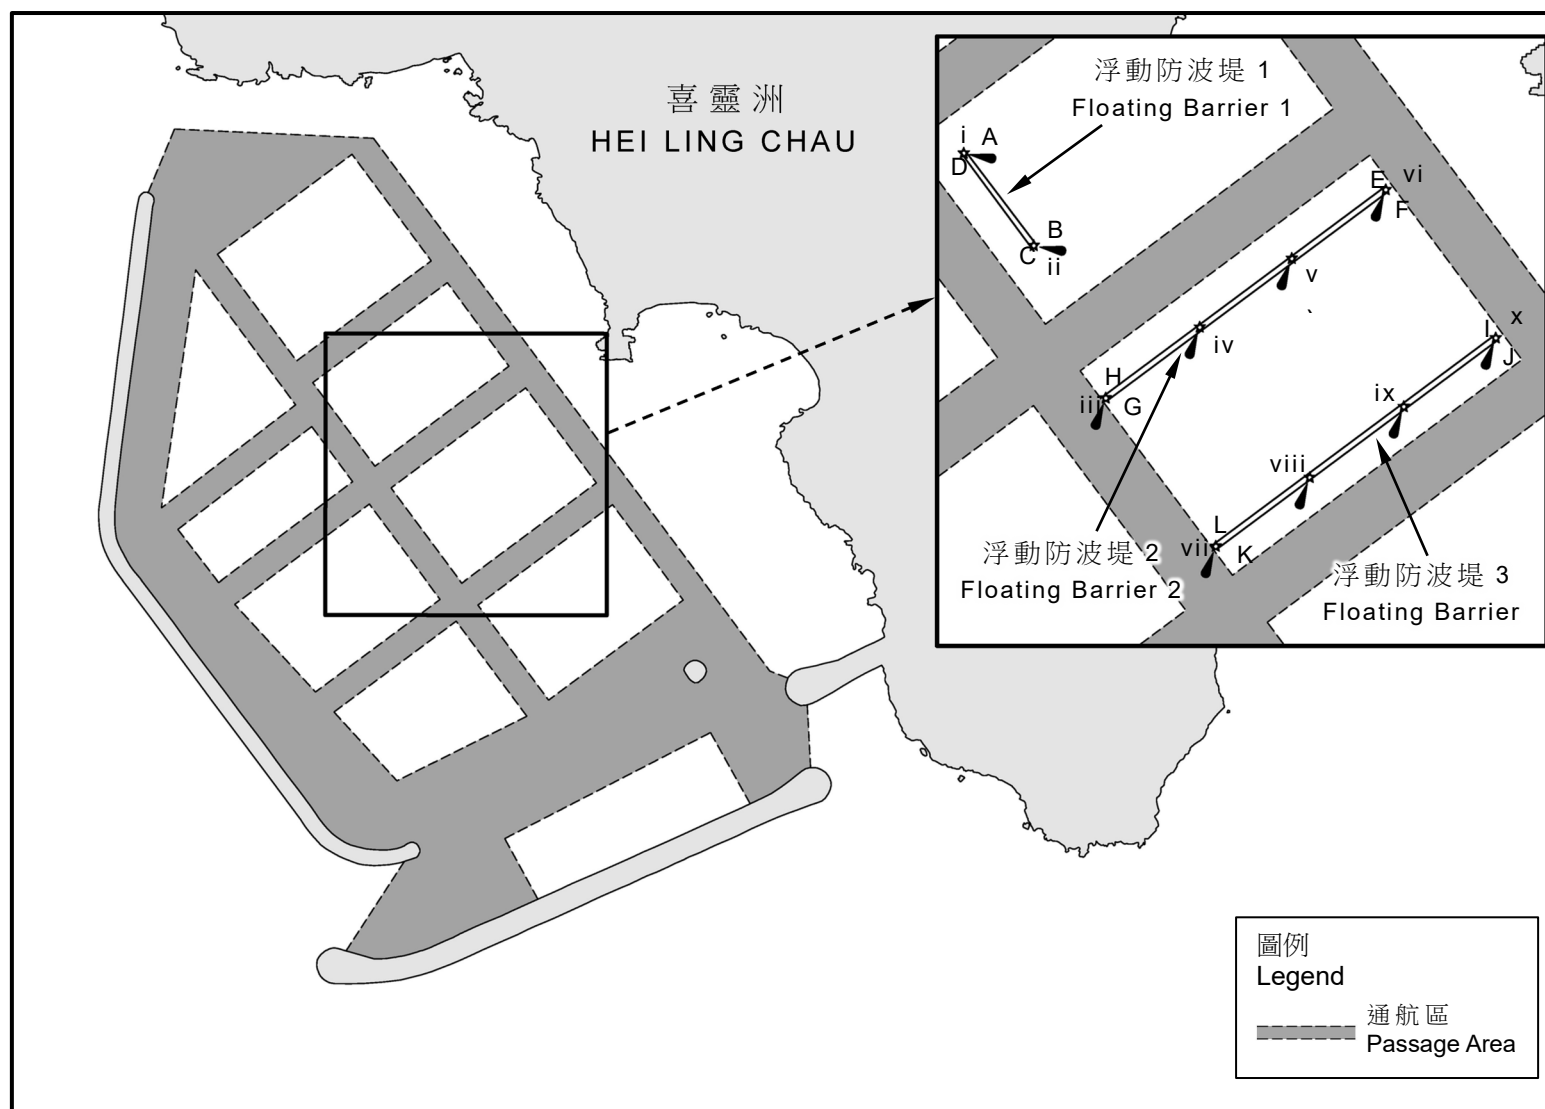 喜靈洲
HEI LING CHAU
浮動防波堤 1
Floating Barrier 1
i
A
D
B
C
ii
E
vi
F
v
iv
H
iii
G
x
I
J
ix
viii
L
vii
K
浮動防波堤 2
Floating Barrier 2
浮動防波堤 3
Floating Barrier
圖例
Legend
通航區
Passage Area